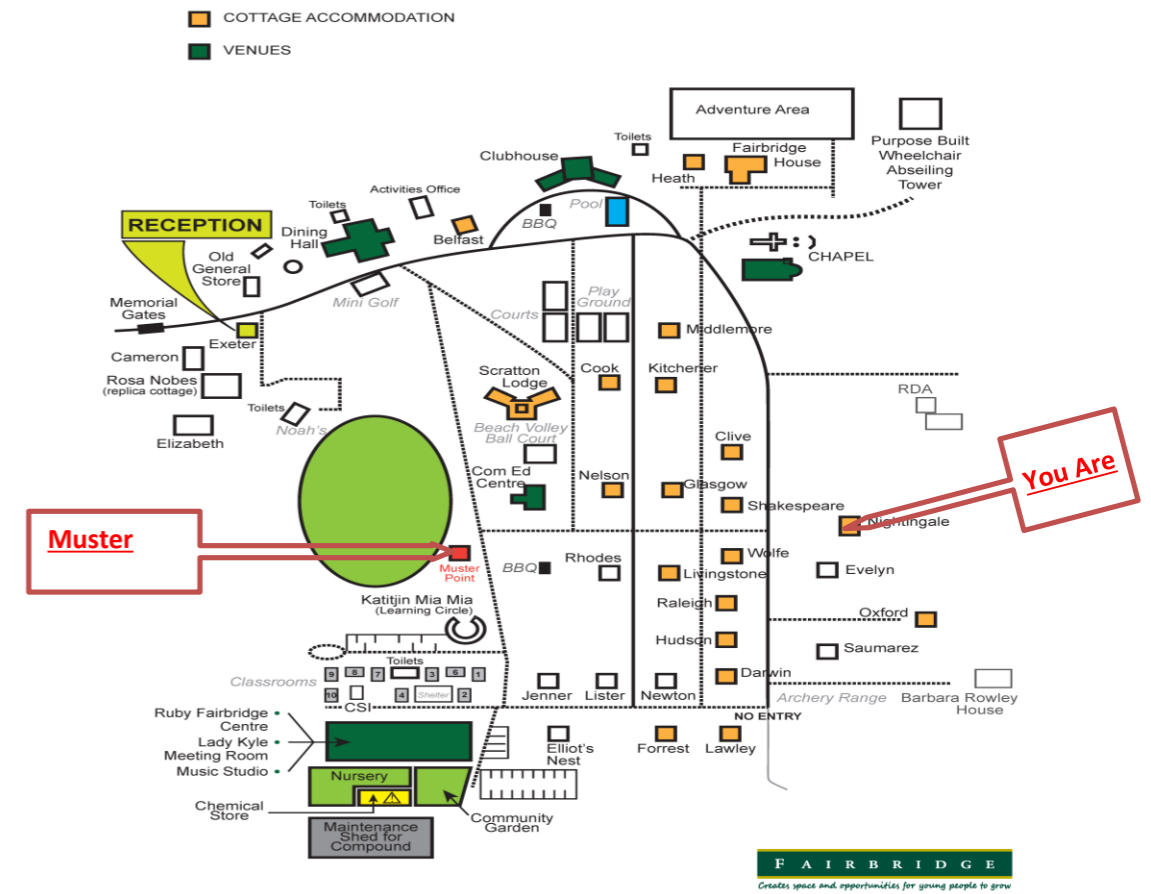 COTTAGE ACCOMMODATION
VENUES
Adventure Area
Purpose Built
Wheelchair
Abseiling
Tower
Toilets
Fairbridge
House
Heath
Clubhouse
Pool
BBQ
Activities Office
Toilets
Belfast
RECEPTION
Dining
Hall
Old
General
Store
Mini Golf
CHAPEL
Memorial
Gates
Exeter
Cameron
Rosa Nobes
(replica cottage)
Elizabeth
Toilets
Noah's
Courts
Play
Ground
Middlemore
Cook
Kitchener
Scratton
Lodge
Beach Volley
Ball Court
Com Ed
Centre
Nelson
Glasgow
Clive
Shakespeare
RDA
You Are
Nightingale
Muster
Muster
Point
BBQ
Rhodes
Livingstone
Wolfe
Evelyn
Raleigh
Oxford
Hudson
Saumarez
Darwin
Katitjin Mia Mia
(Learning Circle)
Toilets
Classrooms
9
8
7
3
6
1
10
CSI
4
Shelter
2
Jenner
Lister
Newton
Archery Range
Barbara Rowley
House
NO ENTRY
Ruby Fairbridge
Centre
Lady Kyle
Meeting Room
Music Studio
Elliot's
Nest
Forrest
Lawley
Nursery
Chemical
Store
Community
Garden
Maintenance
Shed for
Compound
FAIRBRIDGE
Creates space and opportunities for young people to grow